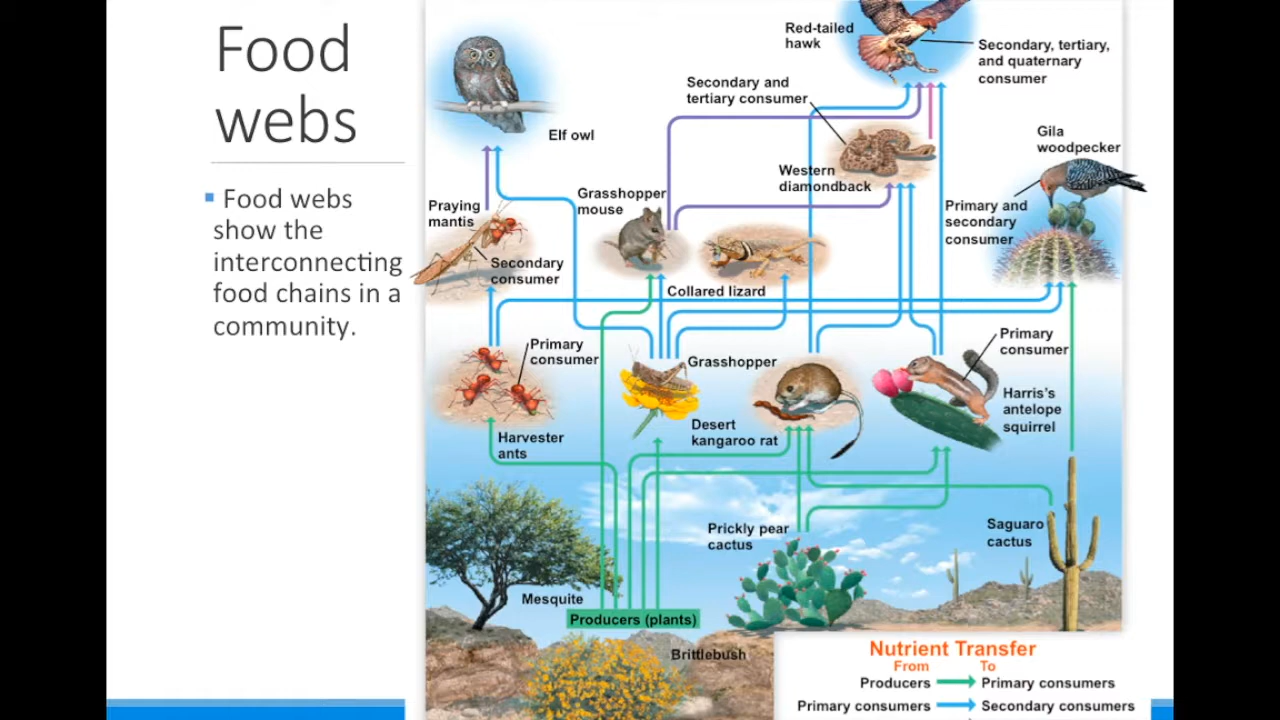 Food
webs
Food webs
show the
interconnecting
food chains in a
community.
Red-tailed
hawk
Secondary, tertiary,
and quaternary
consumer
Secondary and
tertiary consumer
Elf owl
Gila
woodpecker
Western
diamondback
Grasshopper
mouse
Praying
mantis
Primary and
secondary
consumer
Secondary
consumer
Collared lizard
Primary
consumer
Primary
consumer
Grasshopper
Harris's
antelope
squirrel
Desert
kangaroo rat
Harvester
ants
Prickly pear
cactus
Saguaro
cactus
Mesquite
Producers (plants)
Brittlebush
Nutrient Transfer
From To
Producers Primary consumers
Primary consumers Secondary consumers